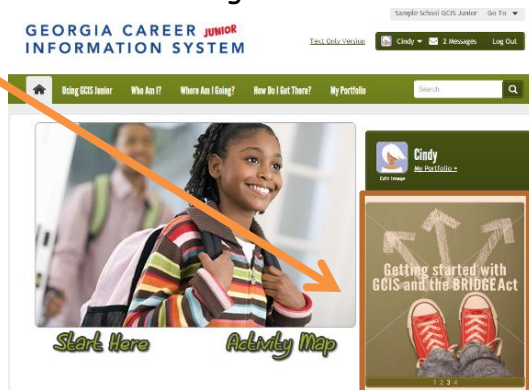 Sample School GCIS Junior Go To
GEORGIA CAREER JUNIOR
INFORMATION SYSTEM
Text Only Version
Cindy 2 Messages Log Out
Using GCIS Junior Who Am I? Where Am I Going? How Do I Get There? My Portfolio
Search
Cindy
My Portfolio
Edit Image
Getting started with
GCIS and the BRIDGE Act
Start Here Activity Map
1 2 3 4